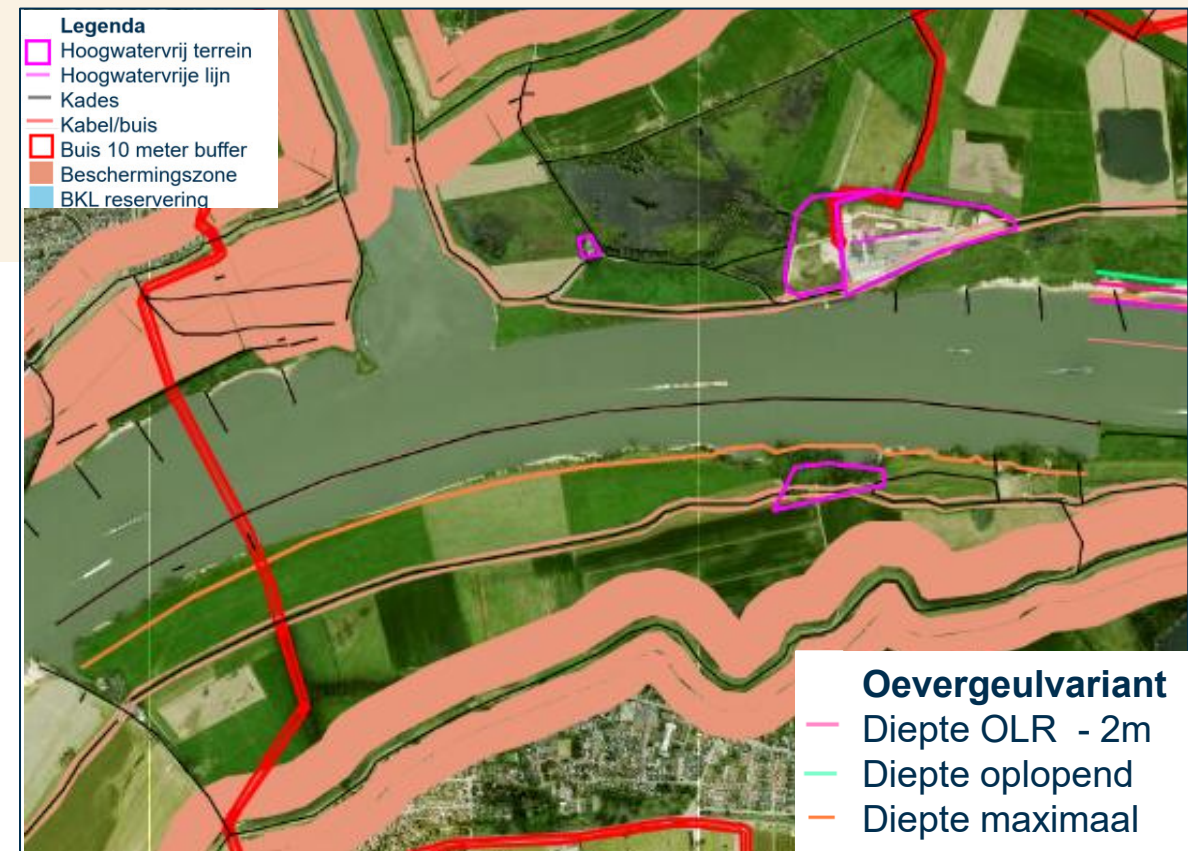 Legenda
Hoogwatervrij terrein
Hoogwatervrije lijn
Kades
Kabel/buis
Buis 10 meter buffer
Beschermingszone
BKL reservering
Oevergeulvariant
Diepte OLR - 2m
Diepte oplopend
Diepte maximaal